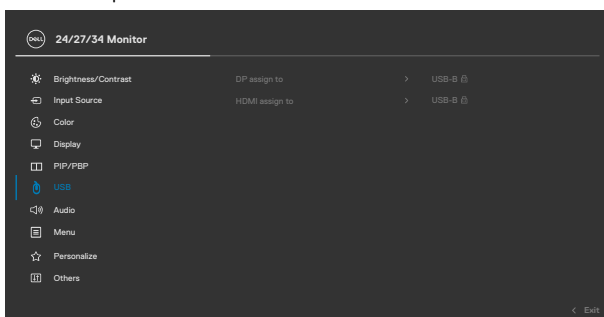 DELL 24/27/34 Monitor
Brightness/Contrast DP assign to > USB-B
Input Source HDMI assign to > USB-B
Color
Display
PIP/PBP
USB
Audio
Menu
Personalize
Others
< Exit